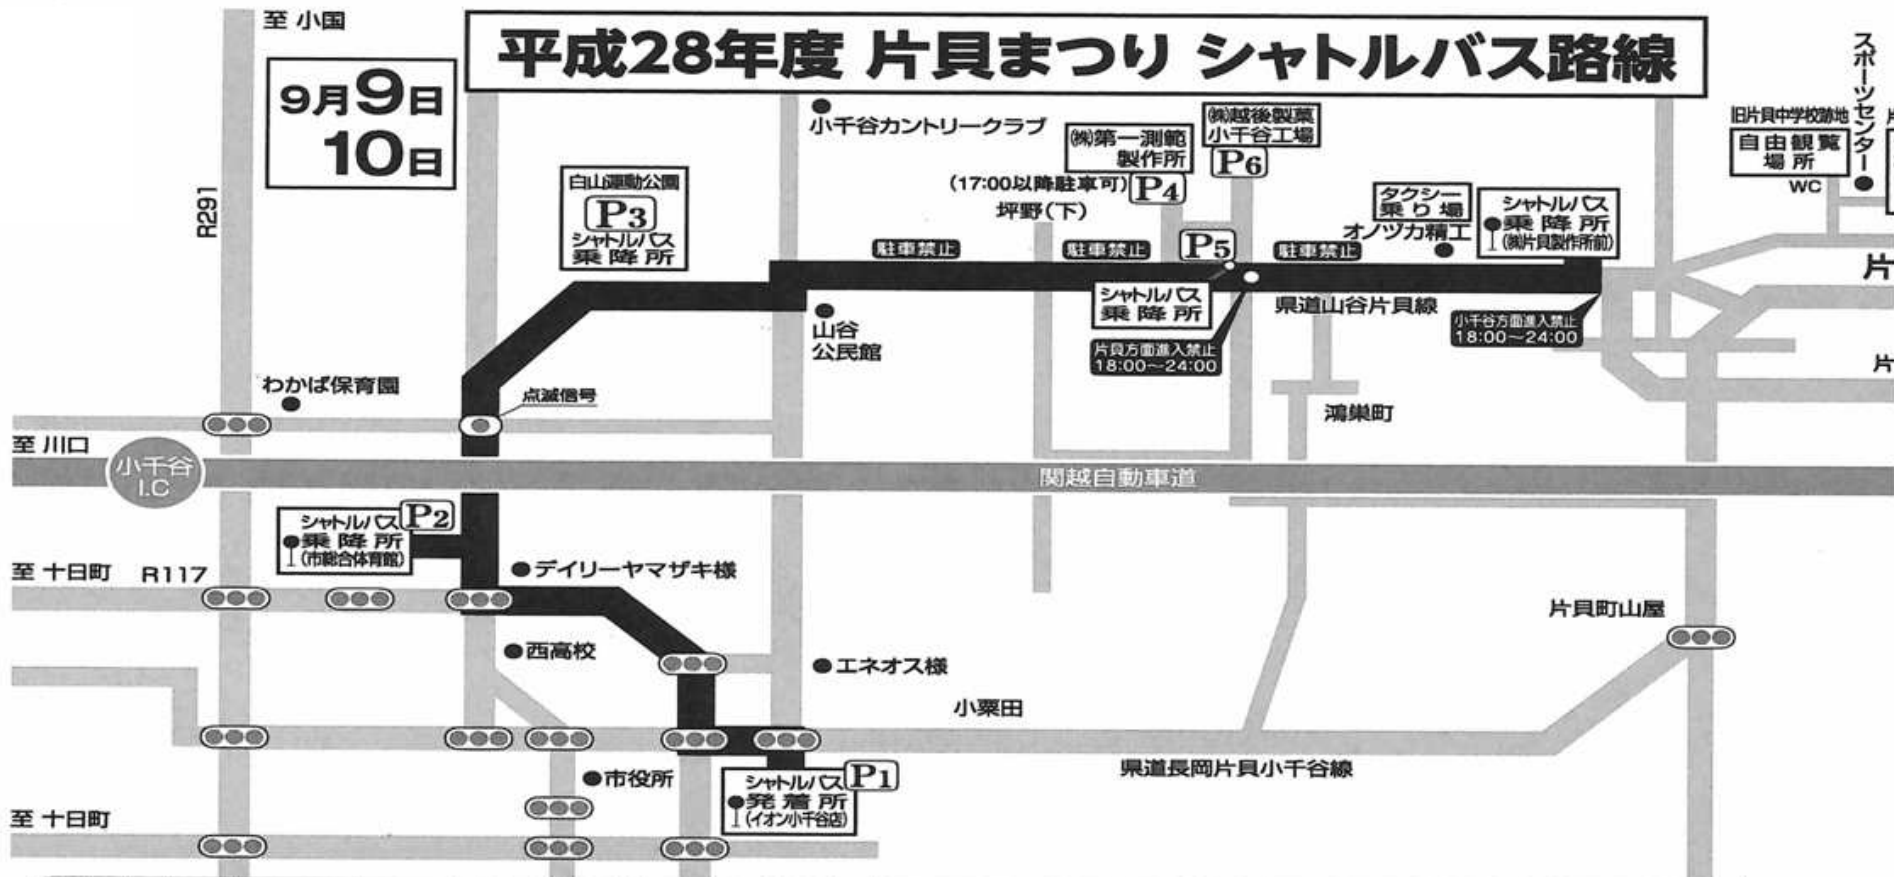 至 小国
平成28年度 片貝まつり シャトルバス路線
9月9日
10日
R291
小千谷カントリークラブ
㈱第一測範
製作所
P4
(17:00以降駐車可)
坪野(下)
㈱越後製菓
小千谷工場
P6
旧片貝中学校跡地
自由観覧
場所
WC
スポーツセンター
白山運動公園
P3
シャトルバス
乗降所
タクシー
乗り場
オノヅカ精工
シャトルバス
乗降所
(㈱片貝製作所前)
駐車禁止
駐車禁止
P5
駐車禁止
片
シャトルバス
乗降所
県道山谷片貝線
小千谷方面進入禁止
18:00〜24:00
片貝方面進入禁止
18:00〜24:00
山谷
公民館
片
わかば保育園
点滅信号
鴻巣町
至 川口
小千谷
I.C
関越自動車道
シャトルバス
乗降所
(市総合体育館)
P2
至 十日町
R117
デイリーヤマザキ様
片貝町山屋
西高校
エネオス様
小粟田
県道長岡片貝小千谷線
市役所
シャトルバス
発着所
(イオン小千谷店)
P1
至 十日町